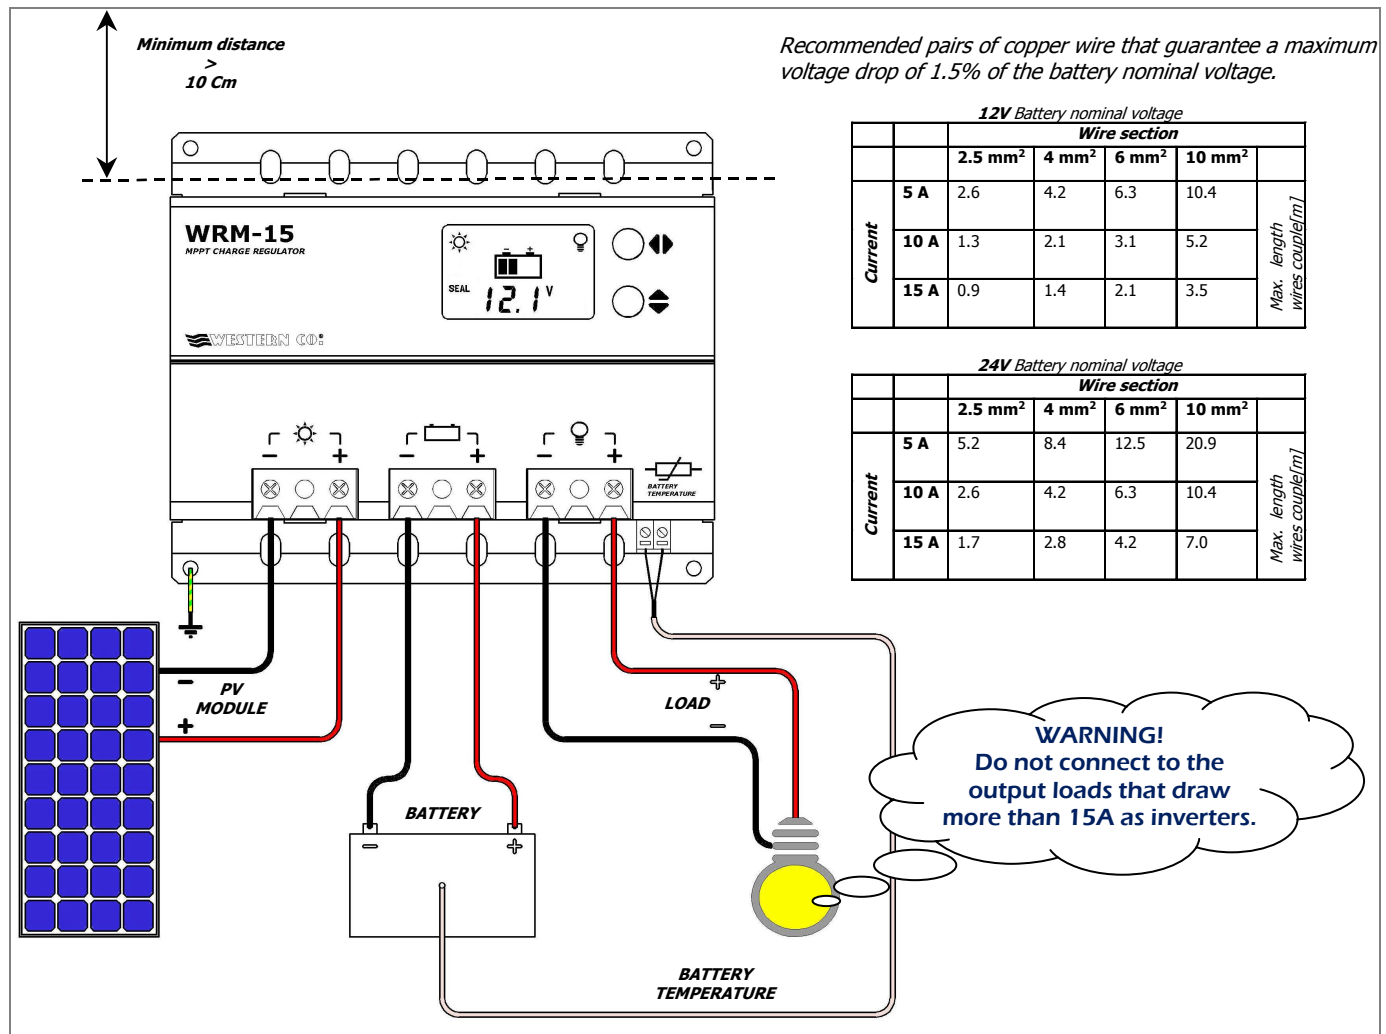 Minimum distance
>
10 Cm
Recommended pairs of copper wire that guarantee a maximum
voltage drop of 1.5% of the battery nominal voltage.
12V Battery nominal voltage
Wire section
2.5 mm² 4 mm² 6 mm² 10 mm²
Current
5 A 2.6 4.2 6.3 10.4
10 A 1.3 2.1 3.1 5.2
15 A 0.9 1.4 2.1 3.5
Max. length
wires couple[m]
24V Battery nominal voltage
Wire section
2.5 mm² 4 mm² 6 mm² 10 mm²
Current
5 A 5.2 8.4 12.5 20.9
10 A 2.6 4.2 6.3 10.4
15 A 1.7 2.8 4.2 7.0
Max. length
wires couple[m]
WRM-15
MPPT CHARGE REGULATOR
- +
SEAL 12.1 V
WESTERN CO:
- + - + - +
BATTERY
TEMPERATURE
-
PV
MODULE
+
LOAD
+
-
BATTERY
- +
WARNING!
Do not connect to the
output loads that draw
more than 15A as inverters.
BATTERY
TEMPERATURE